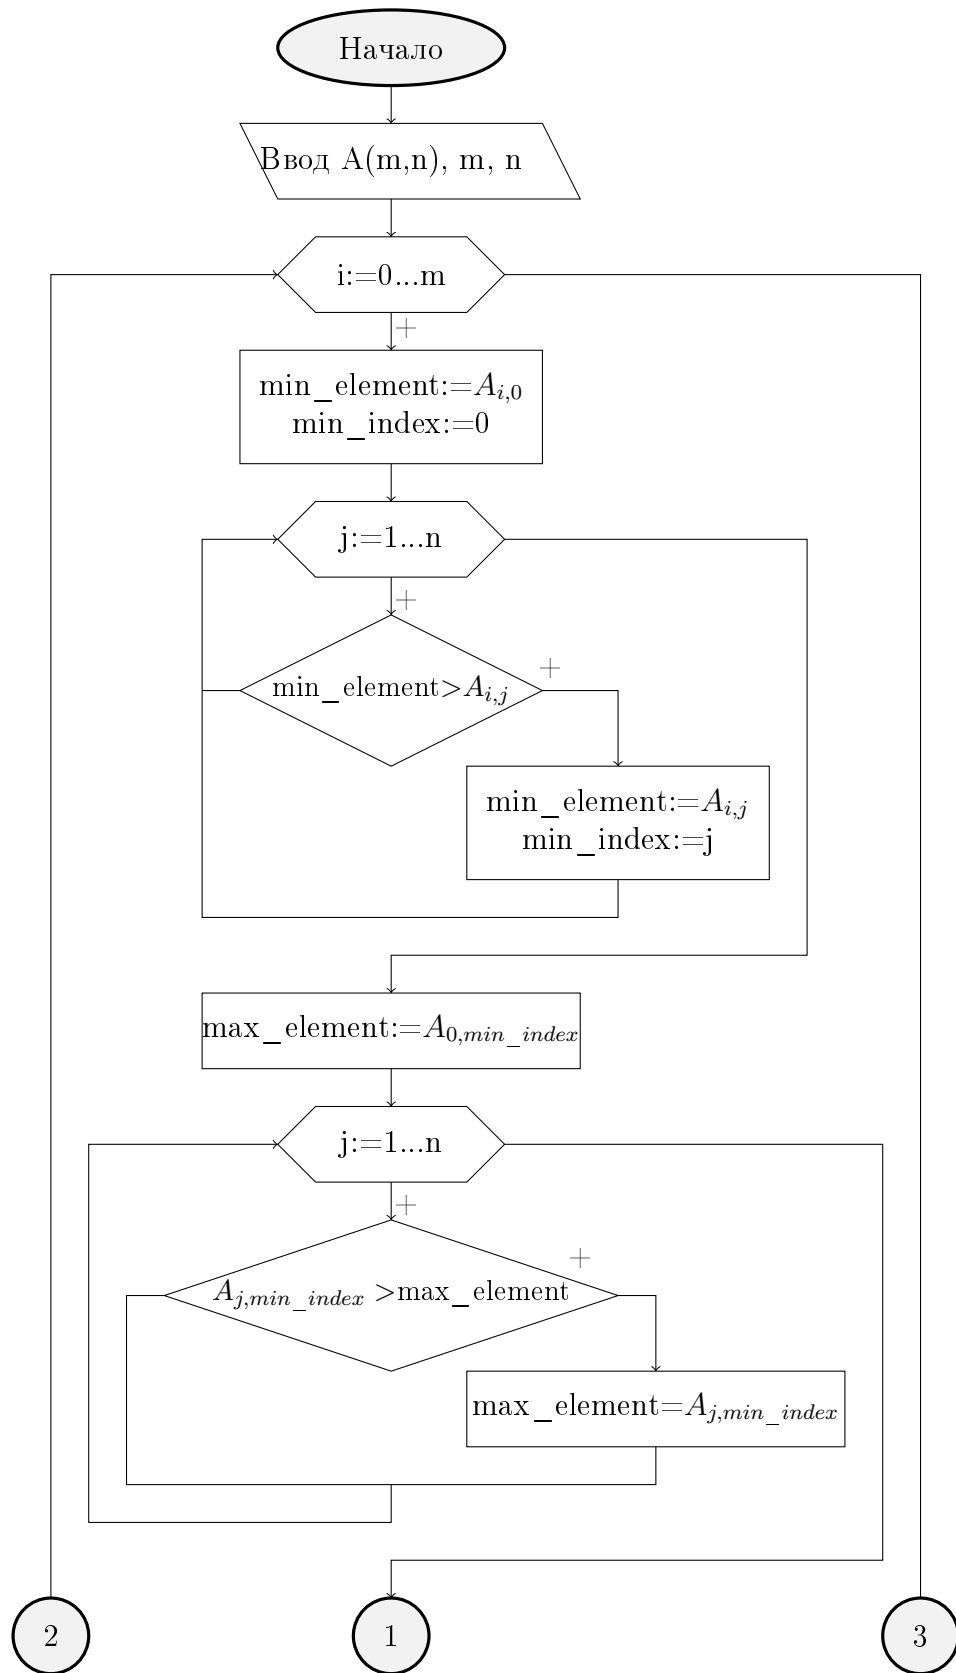 Начало
Ввод A(m,n), m, n
i:=0...m
+
min_element:=A_{i,0}
min_index:=0
j:=1...n
+
min_element>A_{i,j}
+
min_element:=A_{i,j}
min_index:=j
max_element:=A_{0,min_index}
j:=1...n
+
A_{j,min_index} >max_element
+
max_element=A_{j,min_index}
2
1
3